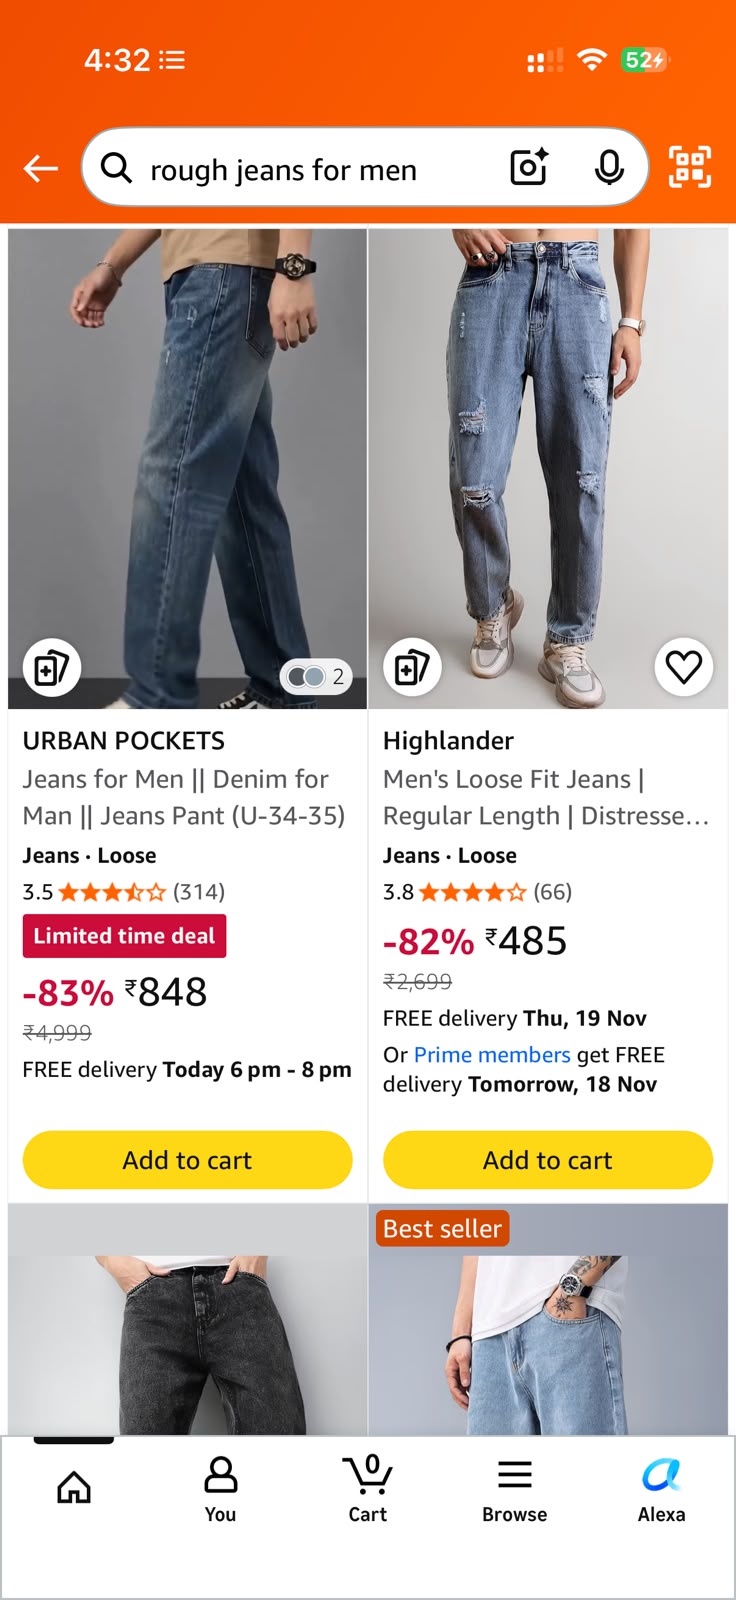 4:32
52
rough jeans for men
2
URBAN POCKETS
Jeans for Men || Denim for
Man || Jeans Pant (U-34-35)
Jeans · Loose
3.5 (314)
Limited time deal
-83% ₹848
₹4,999
FREE delivery Today 6 pm - 8 pm
Add to cart
Highlander
Men's Loose Fit Jeans |
Regular Length | Distresse...
Jeans · Loose
3.8 (66)
-82% ₹485
₹2,699
FREE delivery Thu, 19 Nov
Or Prime members get FREE
delivery Tomorrow, 18 Nov
Add to cart
Best seller
0
You
Cart
Browse
Alexa